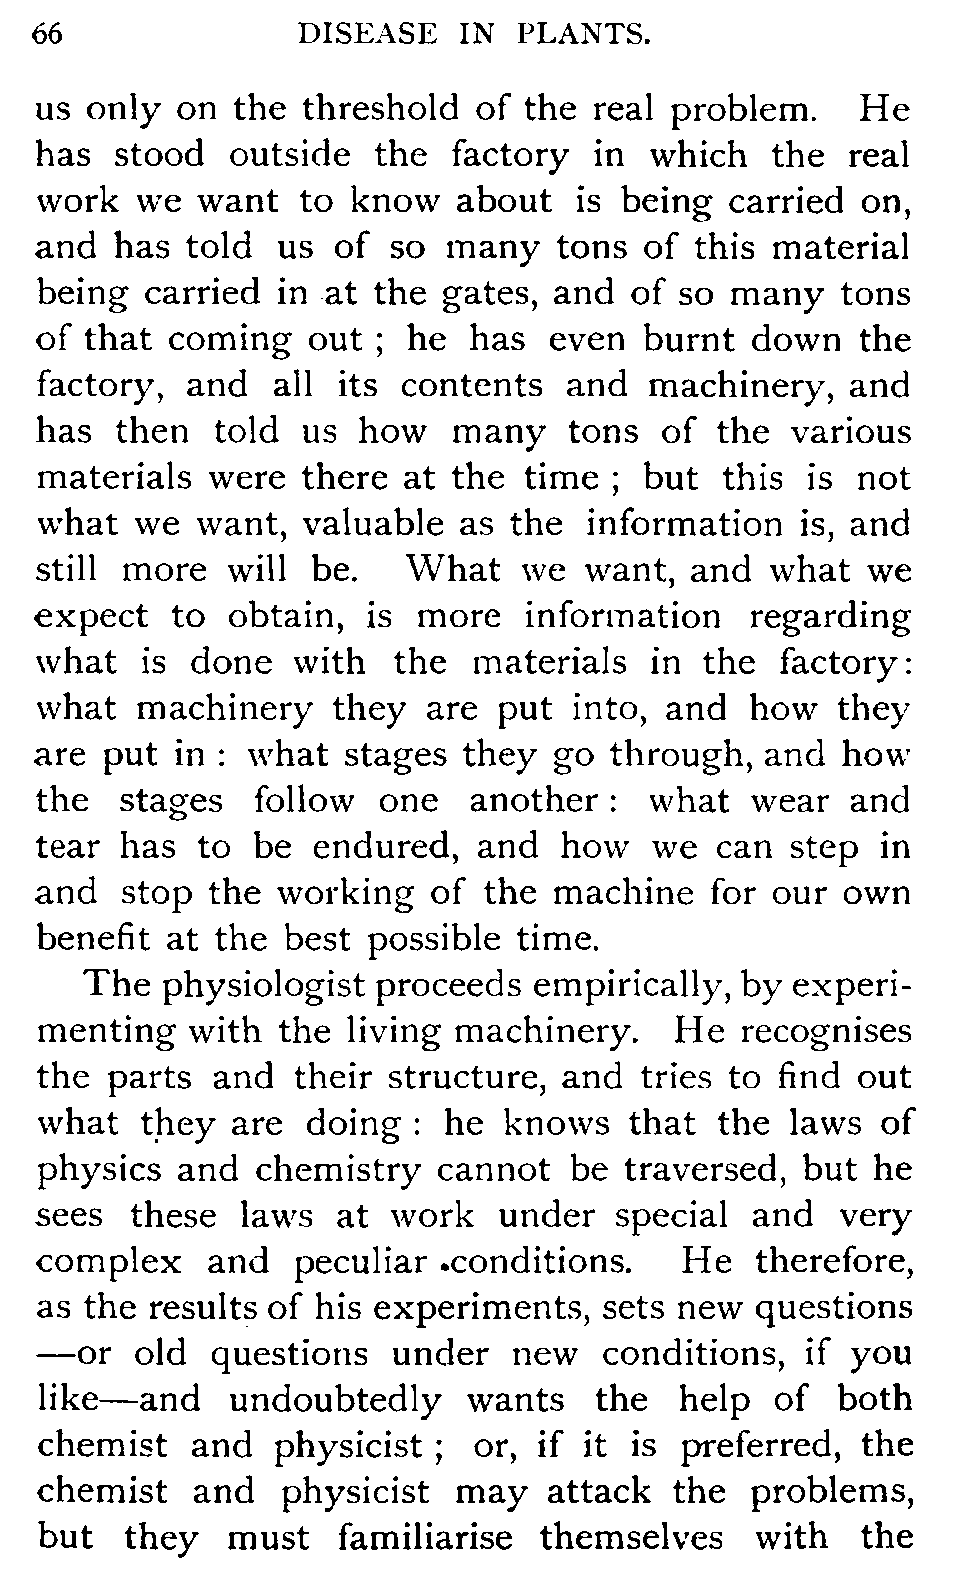 66 DISEASE IN PLANTS.
us only on the threshold of the real problem. He
has stood outside the factory in which the real
work we want to know about is being carried on,
and has told us of so many tons of this material
being carried in at the gates, and of so many tons
of that coming out ; he has even burnt down the
factory, and all its contents and machinery, and
has then told us how many tons of the various
materials were there at the time ; but this is not
what we want, valuable as the information is, and
still more will be. What we want, and what we
expect to obtain, is more information regarding
what is done with the materials in the factory:
what machinery they are put into, and how they
are put in : what stages they go through, and how
the stages follow one another : what wear and
tear has to be endured, and how we can step in
and stop the working of the machine for our own
benefit at the best possible time.
The physiologist proceeds empirically, by experi-
menting with the living machinery. He recognises
the parts and their structure, and tries to find out
what they are doing : he knows that the laws of
physics and chemistry cannot be traversed, but he
sees these laws at work under special and very
complex and peculiar conditions. He therefore,
as the results of his experiments, sets new questions
—or old questions under new conditions, if you
like—and undoubtedly wants the help of both
chemist and physicist ; or, if it is preferred, the
chemist and physicist may attack the problems,
but they must familiarise themselves with the